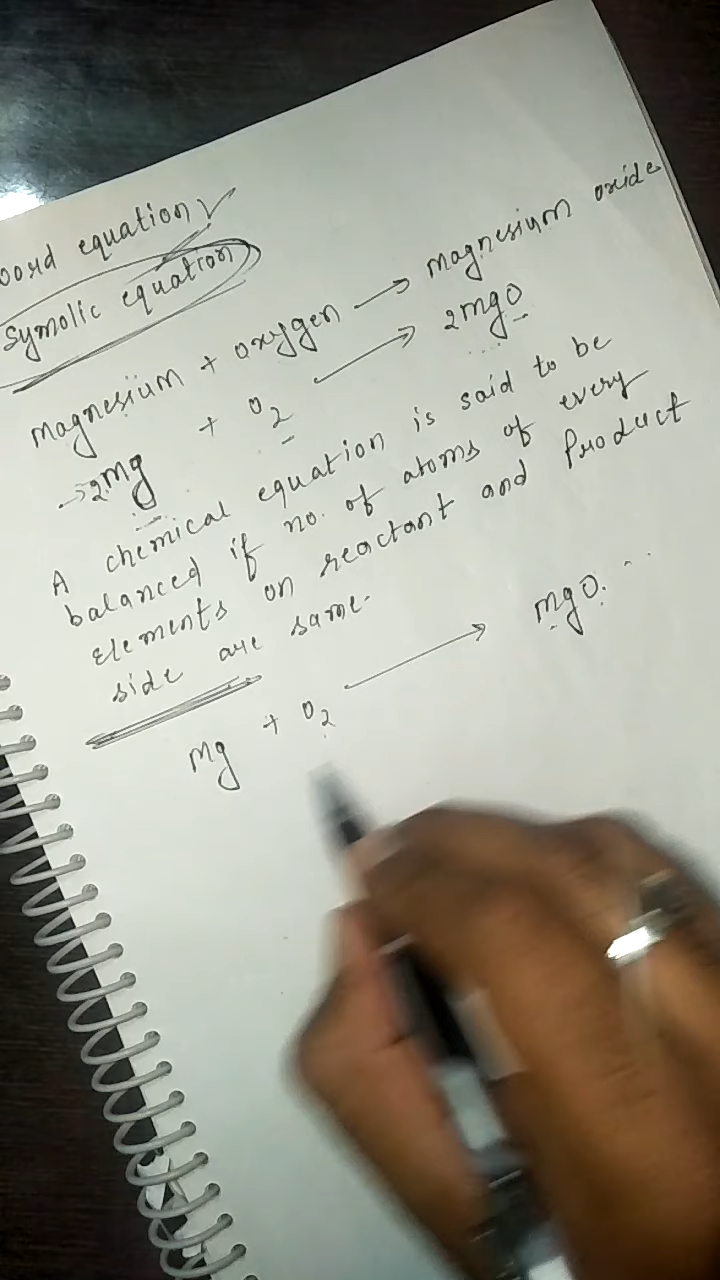 word equation ✓
Symolic equation
Magnesium + oxygen → magnesium oxide
→ 2Mg + O2 → 2MgO
A chemical equation is said to be
balanced if no. of atoms of every
Elements on reactant and Product
side are same.
Mg + O2 → MgO.